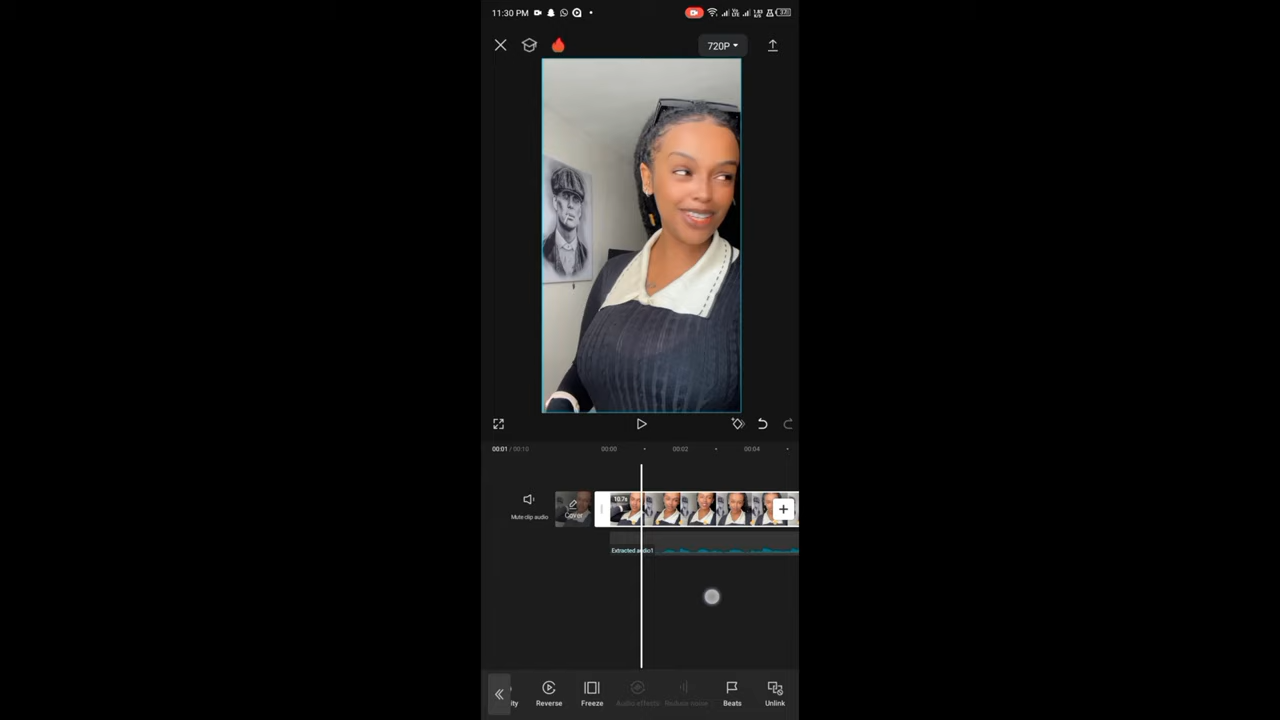 11:30 PM
720P
00:01 / 00:10
00:00
00:02
00:04
10.7s
Mute clip audio
Cover
Extracted audio1
ity
Reverse
Freeze
Audio effects
Reduce noise
Beats
Unlink